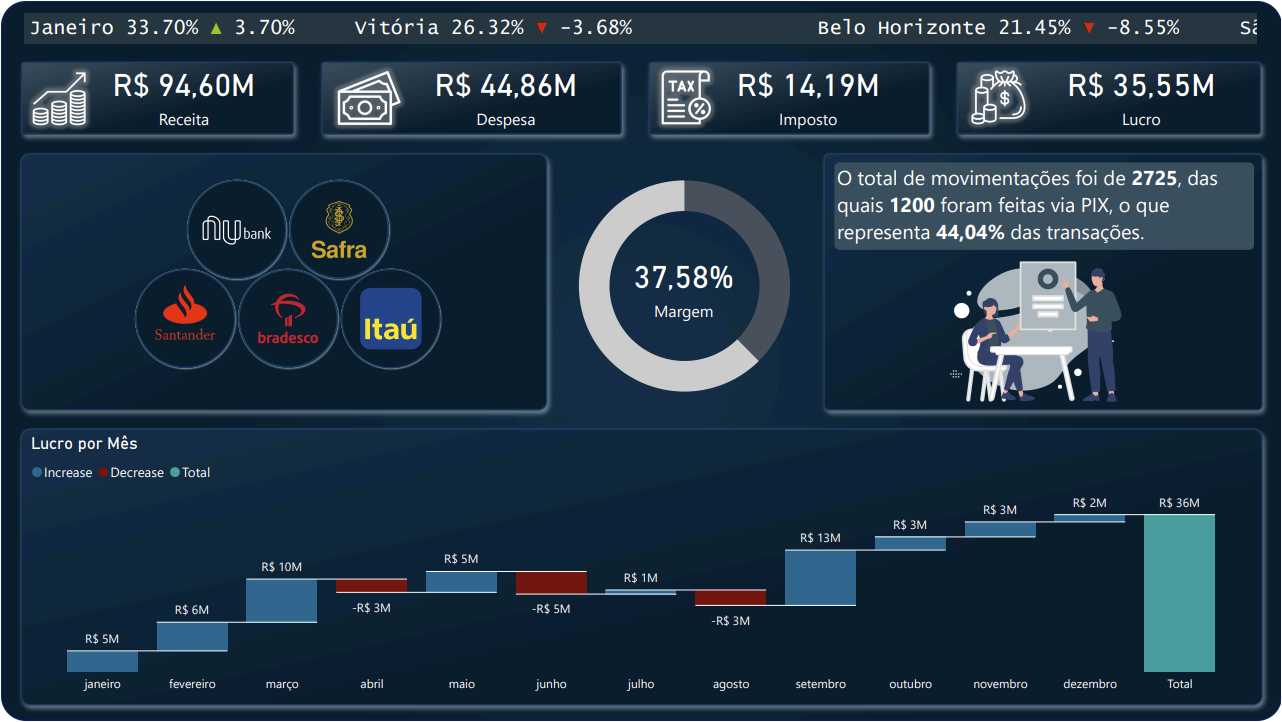 Janeiro 33.70% ▲ 3.70% Vitória 26.32% ▼ -3.68% Belo Horizonte 21.45% ▼ -8.55%
R$ 94,60M
Receita
R$ 44,86M
Despesa
TAX
%
R$ 14,19M
Imposto
$
R$ 35,55M
Lucro
nu bank
Safra
Santander
bradesco
Itaú
37,58%
Margem
O total de movimentações foi de 2725, das
quais 1200 foram feitas via PIX, o que
representa 44,04% das transações.
Lucro por Mês
Increase Decrease Total
R$ 5M
R$ 6M
R$ 10M
-R$ 3M
R$ 5M
-R$ 5M
R$ 1M
-R$ 3M
R$ 13M
R$ 3M
R$ 3M
R$ 2M
R$ 36M
janeiro fevereiro março abril maio junho julho agosto setembro outubro novembro dezembro Total